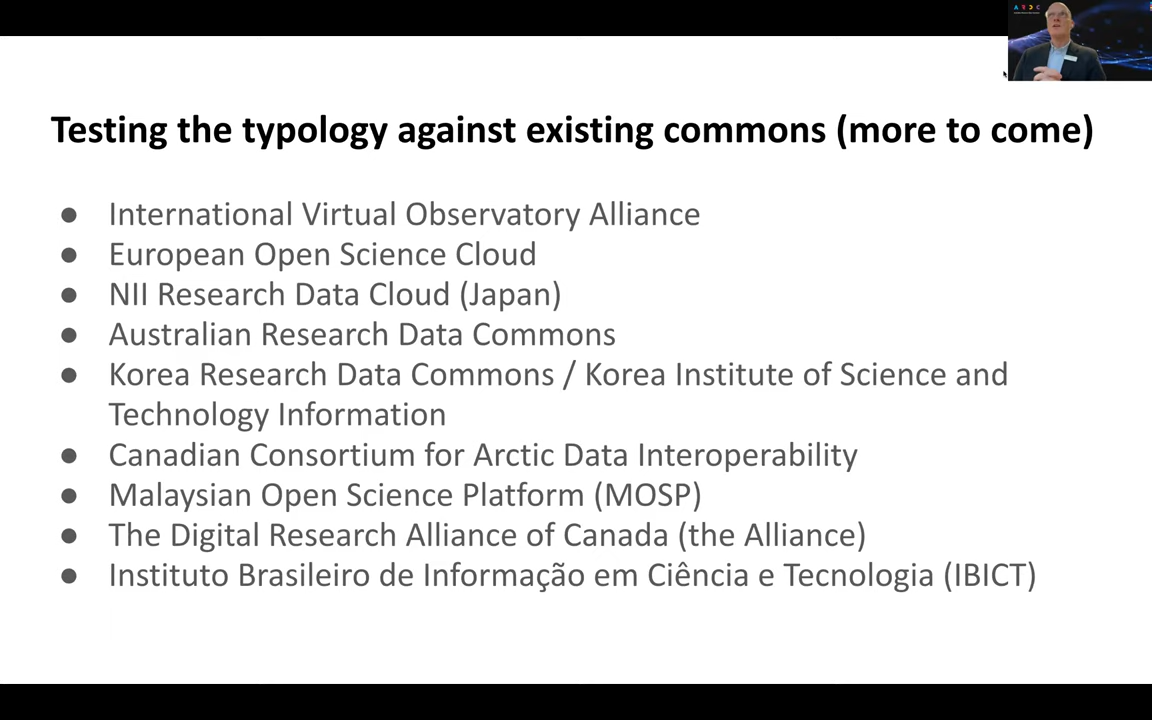 ARDC
Testing the typology against existing commons (more to come)
● International Virtual Observatory Alliance
● European Open Science Cloud
● NII Research Data Cloud (Japan)
● Australian Research Data Commons
● Korea Research Data Commons / Korea Institute of Science and
Technology Information
● Canadian Consortium for Arctic Data Interoperability
● Malaysian Open Science Platform (MOSP)
● The Digital Research Alliance of Canada (the Alliance)
● Instituto Brasileiro de Informação em Ciência e Tecnologia (IBICT)